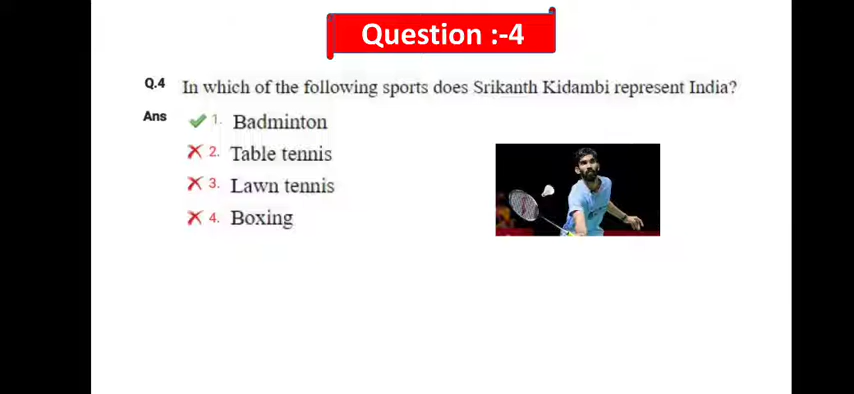 Question :-4
Q.4 In which of the following sports does Srikanth Kidambi represent India?
Ans 1. Badminton
2. Table tennis
3. Lawn tennis
4. Boxing